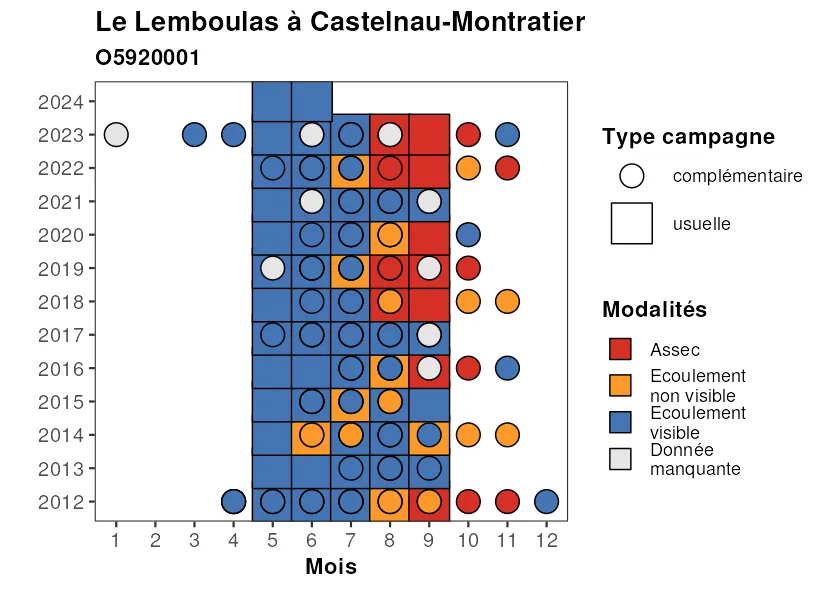 Le Lemboulas à Castelnau-Montratier
O5920001
2024
2023
2022
2021
2020
2019
2018
2017
2016
2015
2014
2013
2012
1 2 3 4 5 6 7 8 9 10 11 12
Mois
Type campagne
complémentaire
usuelle
Modalités
Assec
Ecoulement
non visible
Ecoulement
visible
Donnée
manquante